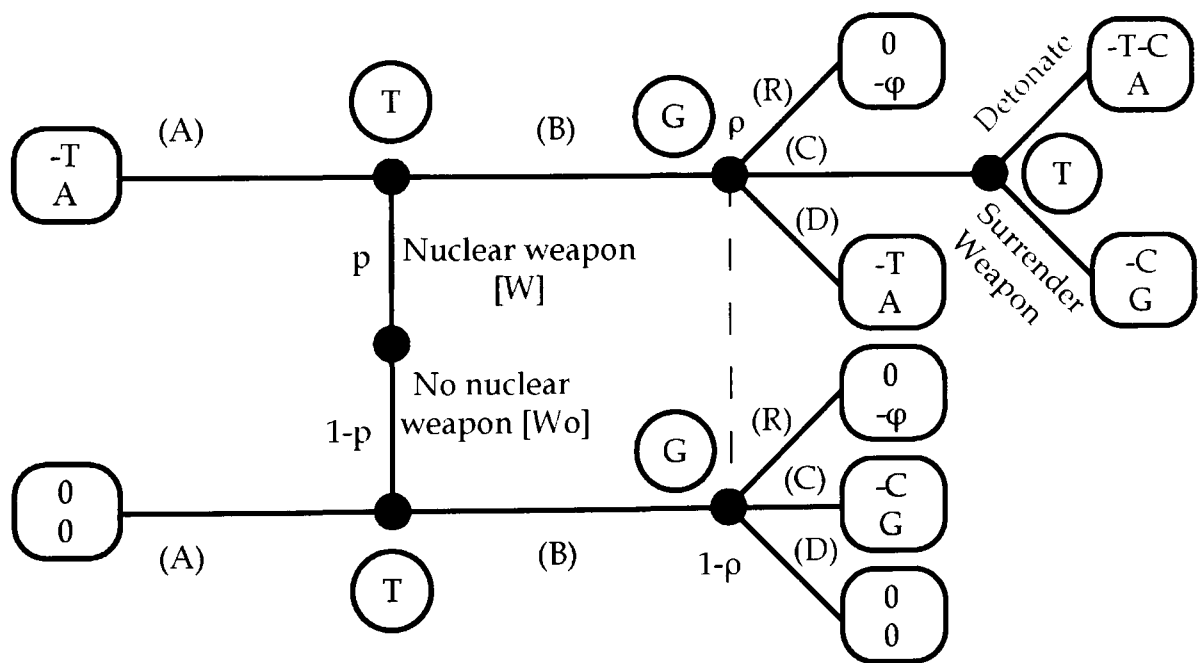 0
-φ
-T-C
A
Detonate
T
(A)
(B)
G
ρ
(R)
(C)
T
-T
A
(D)
Surrender
Weapon
p
Nuclear weapon
[W]
-T
A
-C
G
No nuclear
weapon [Wo]
1-p
0
-φ
G
(R)
(C)
-C
G
0
0
(A)
(B)
(D)
1-ρ
T
0
0